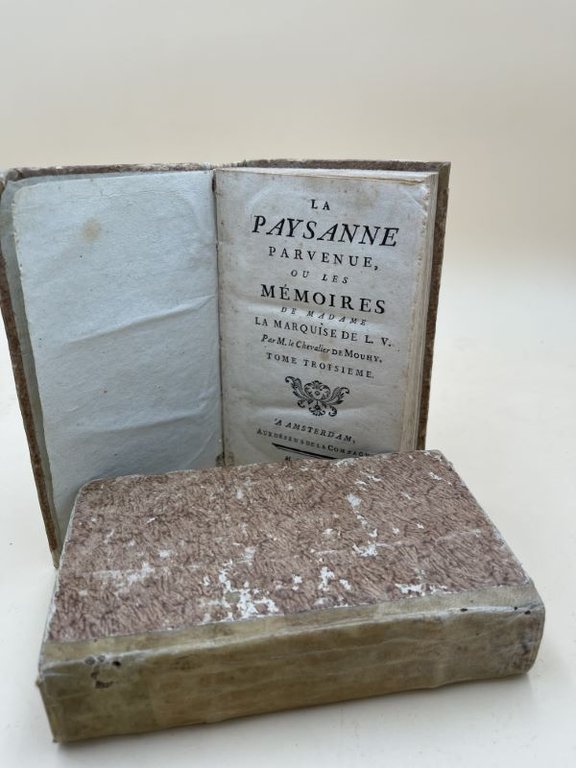 LA
PAYSANNE
PARVENUE,
OU LES
MÉMOIRES
DE MADAME
LA MARQUISE DE L. V.
Par M. le Chevalier DE MOUHY,
TOME TROISIEME.
A AMSTERDAM,
AUX DÉPENS DE LA COMPAGN
M.